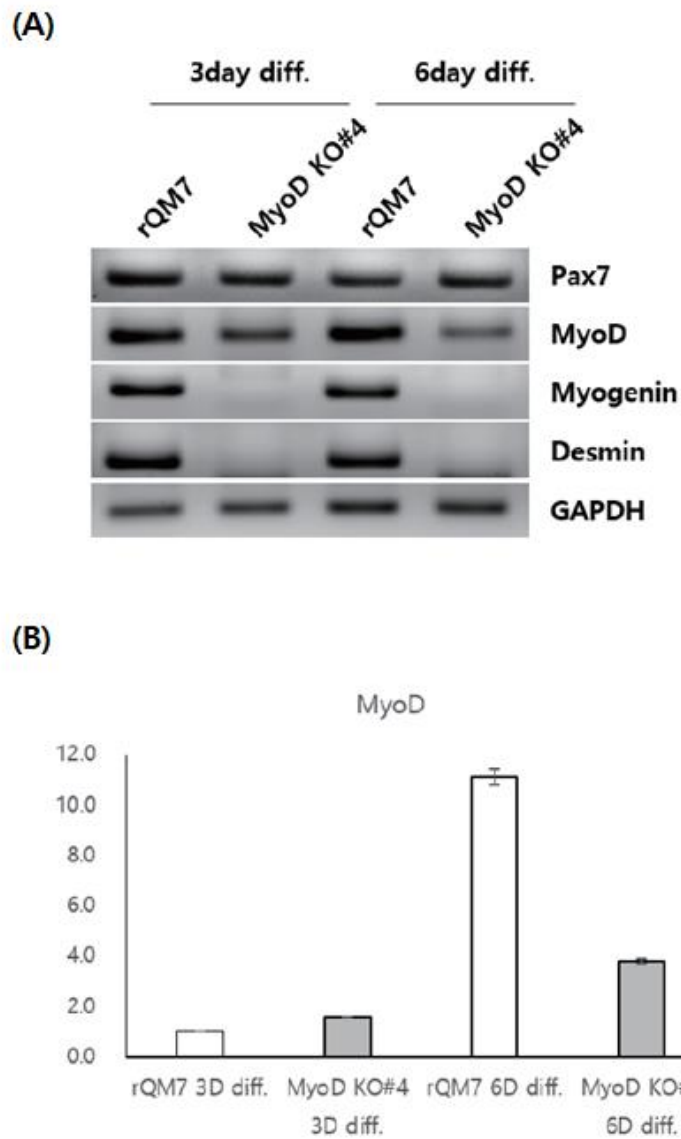 (A)
3day diff. 6day diff.
rQM7 MyoD KO#4 rQM7 MyoD KO#4
Pax7
MyoD
Myogenin
Desmin
GAPDH
(B)
MyoD
12.0
10.0
8.0
6.0
4.0
2.0
0.0
rQM7 3D diff. MyoD KO#4 rQM7 6D diff. MyoD KO#
3D diff. 6D diff.